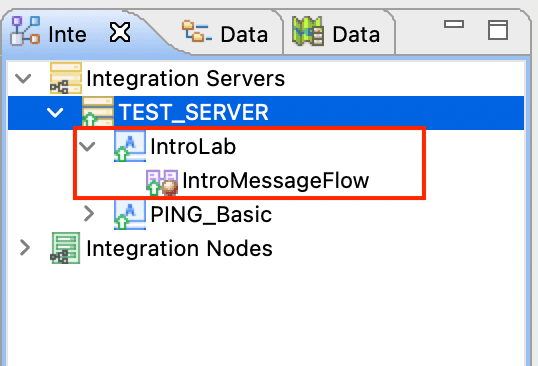 Inte Data Data
Integration Servers
TEST_SERVER
IntroLab
IntroMessageFlow
PING_Basic
Integration Nodes